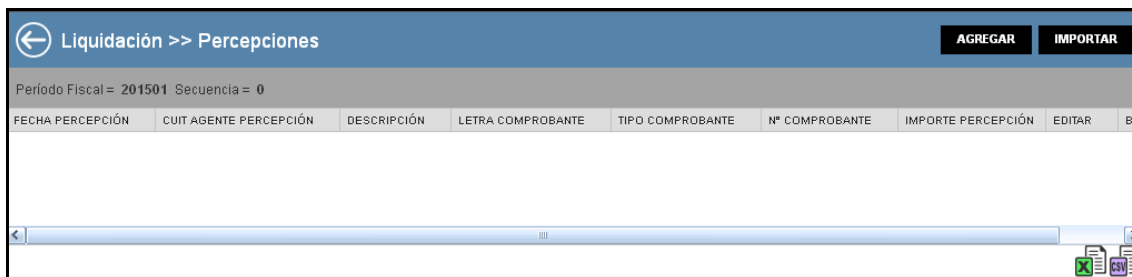 Liquidación >> Percepciones AGREGAR IMPORTAR
Período Fiscal = 201501 Secuencia = 0
FECHA PERCEPCIÓN CUIT AGENTE PERCEPCIÓN DESCRIPCIÓN LETRA COMPROBANTE TIPO COMPROBANTE Nº COMPROBANTE IMPORTE PERCEPCIÓN EDITAR
X CSV